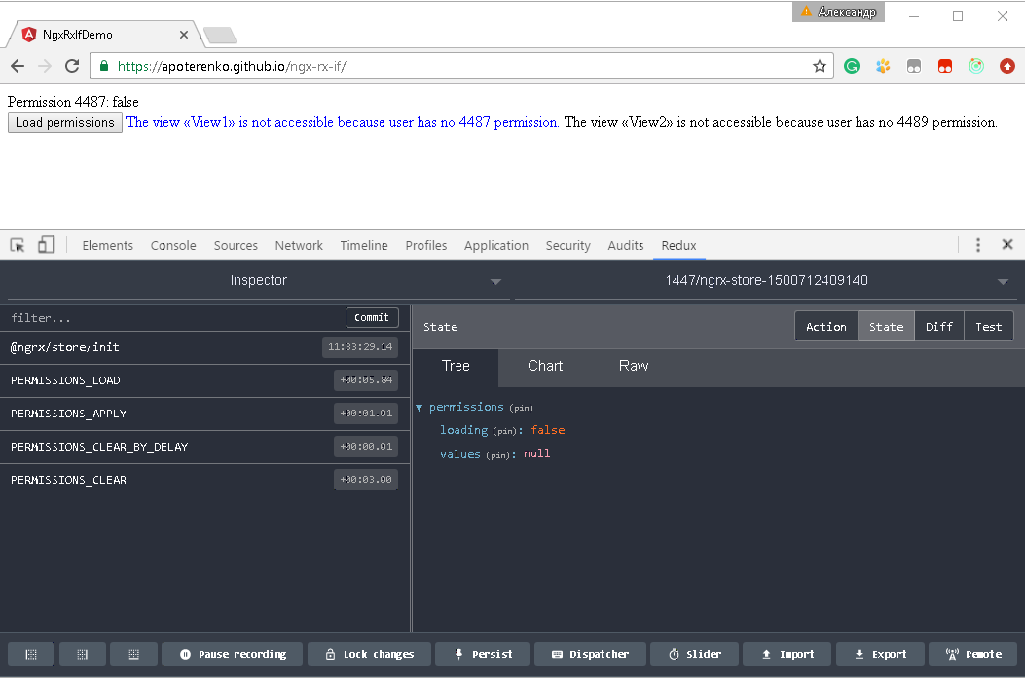 Александр
NgxRxIfDemo
https://apoterenko.github.io/ngx-rx-if/
Permission 4487: false
Load permissions The view «View1» is not accessible because user has no 4487 permission. The view «View2» is not accessible because user has no 4489 permission.
Elements Console Sources Network Timeline Profiles Application Security Audits Redux
Inspector 1447/ngrx-store-1500712409140
filter... Commit
State Action State Diff Test
@ngrx/store/init 11:33:29.14
Tree Chart Raw
PERMISSIONS_LOAD +00:05.84
permissions (pin)
PERMISSIONS_APPLY +00:01.01
loading (pin): false
PERMISSIONS_CLEAR_BY_DELAY +00:00.01
values (pin): null
PERMISSIONS_CLEAR +00:03.00
Pause recording Lock changes Persist Dispatcher Slider Import Export Remote